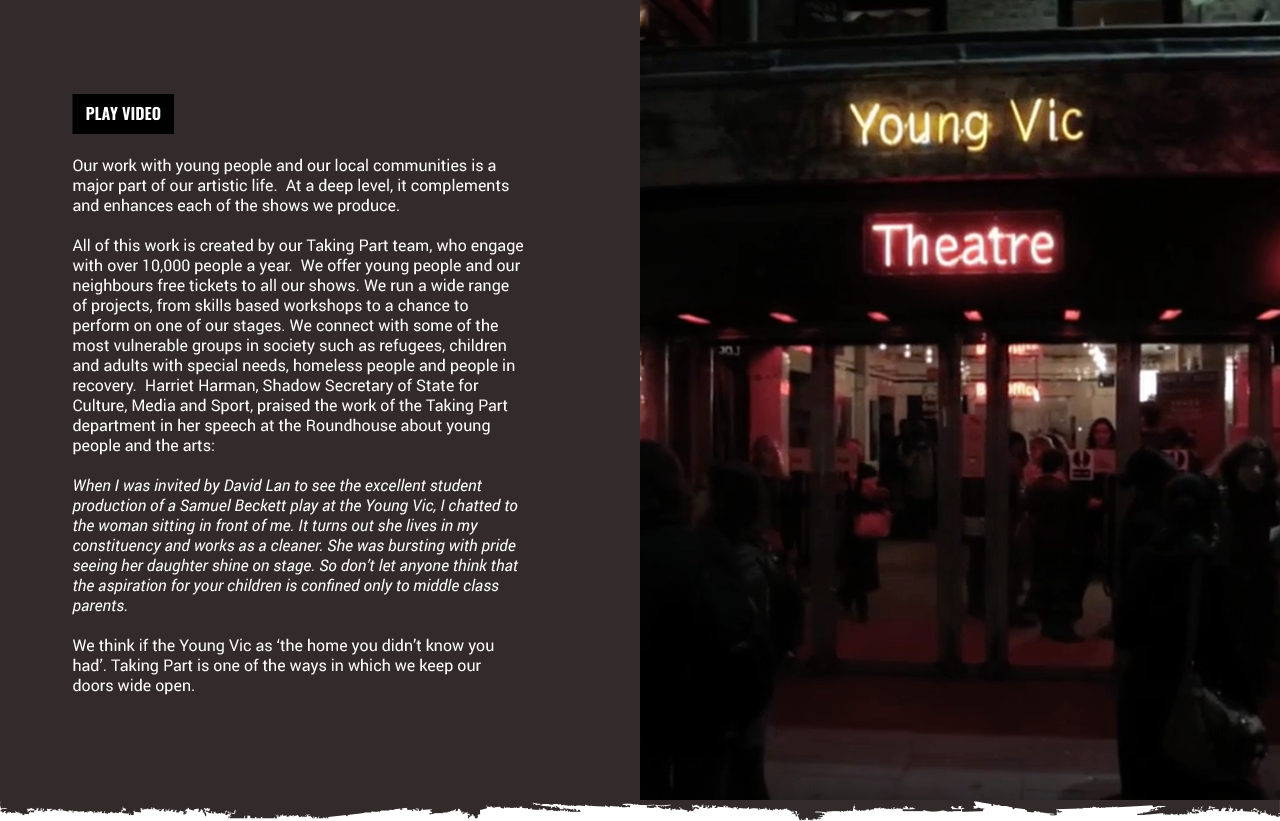 PLAY VIDEO
Our work with young people and our local communities is a
major part of our artistic life.  At a deep level, it complements
and enhances each of the shows we produce.
All of this work is created by our Taking Part team, who engage
with over 10,000 people a year.  We offer young people and our
neighbours free tickets to all our shows. We run a wide range
of projects, from skills based workshops to a chance to
perform on one of our stages. We connect with some of the
most vulnerable groups in society such as refugees, children
and adults with special needs, homeless people and people in
recovery.  Harriet Harman, Shadow Secretary of State for
Culture, Media and Sport, praised the work of the Taking Part
department in her speech at the Roundhouse about young
people and the arts:
When I was invited by David Lan to see the excellent student
production of a Samuel Beckett play at the Young Vic, I chatted to
the woman sitting in front of me. It turns out she lives in my
constituency and works as a cleaner. She was bursting with pride
seeing her daughter shine on stage. So don’t let anyone think that
the aspiration for your children is confined only to middle class
parents.
We think if the Young Vic as ‘the home you didn’t know you
had’. Taking Part is one of the ways in which we keep our
doors wide open.
Young Vic
Theatre